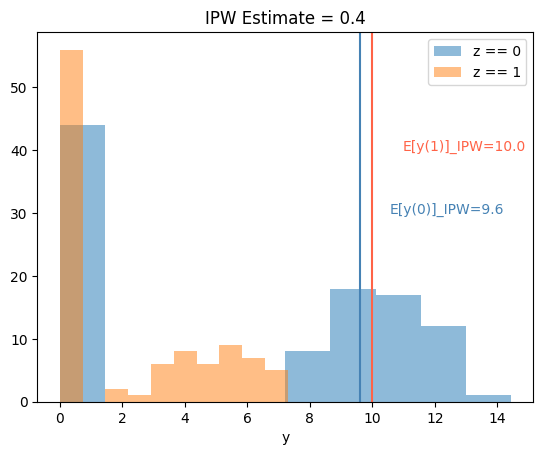 IPW Estimate = 0.4
z == 0
z == 1
E[y(1)]_IPW=10.0
E[y(0)]_IPW=9.6
50
40
30
20
10
0
0 2 4 6 8 10 12 14
y